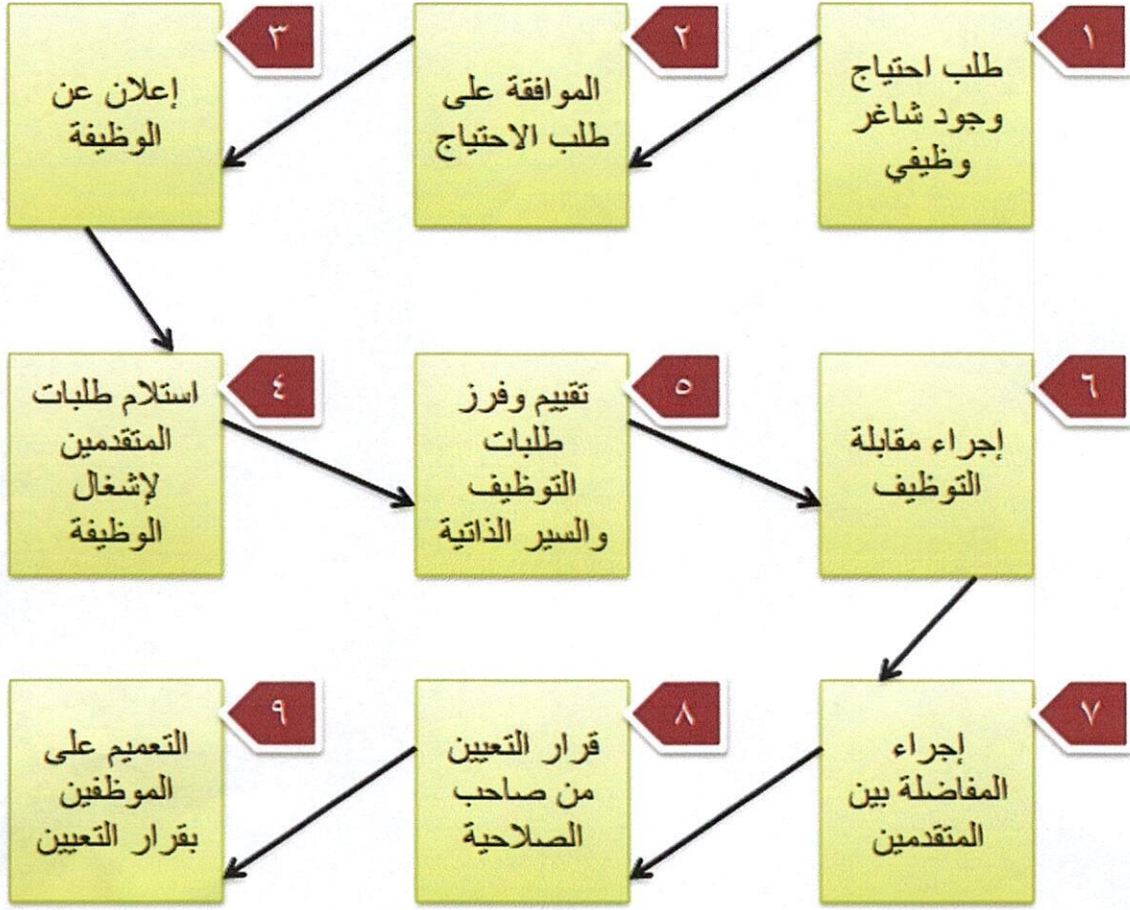 ١
طلب احتياج
وجود شاغر
وظيفي
٢
الموافقة على
طلب الاحتياج
٣
إعلان عن
الوظيفة
٤
استلام طلبات
المتقدمين
لإشغال
الوظيفة
٥
تقييم وفرز
طلبات
التوظيف
والسير الذاتية
٦
إجراء مقابلة
التوظيف
٧
إجراء
المفاضلة بين
المتقدمين
٨
قرار التعيين
من صاحب
الصلاحية
٩
التعميم على
الموظفين
بقرار التعيين